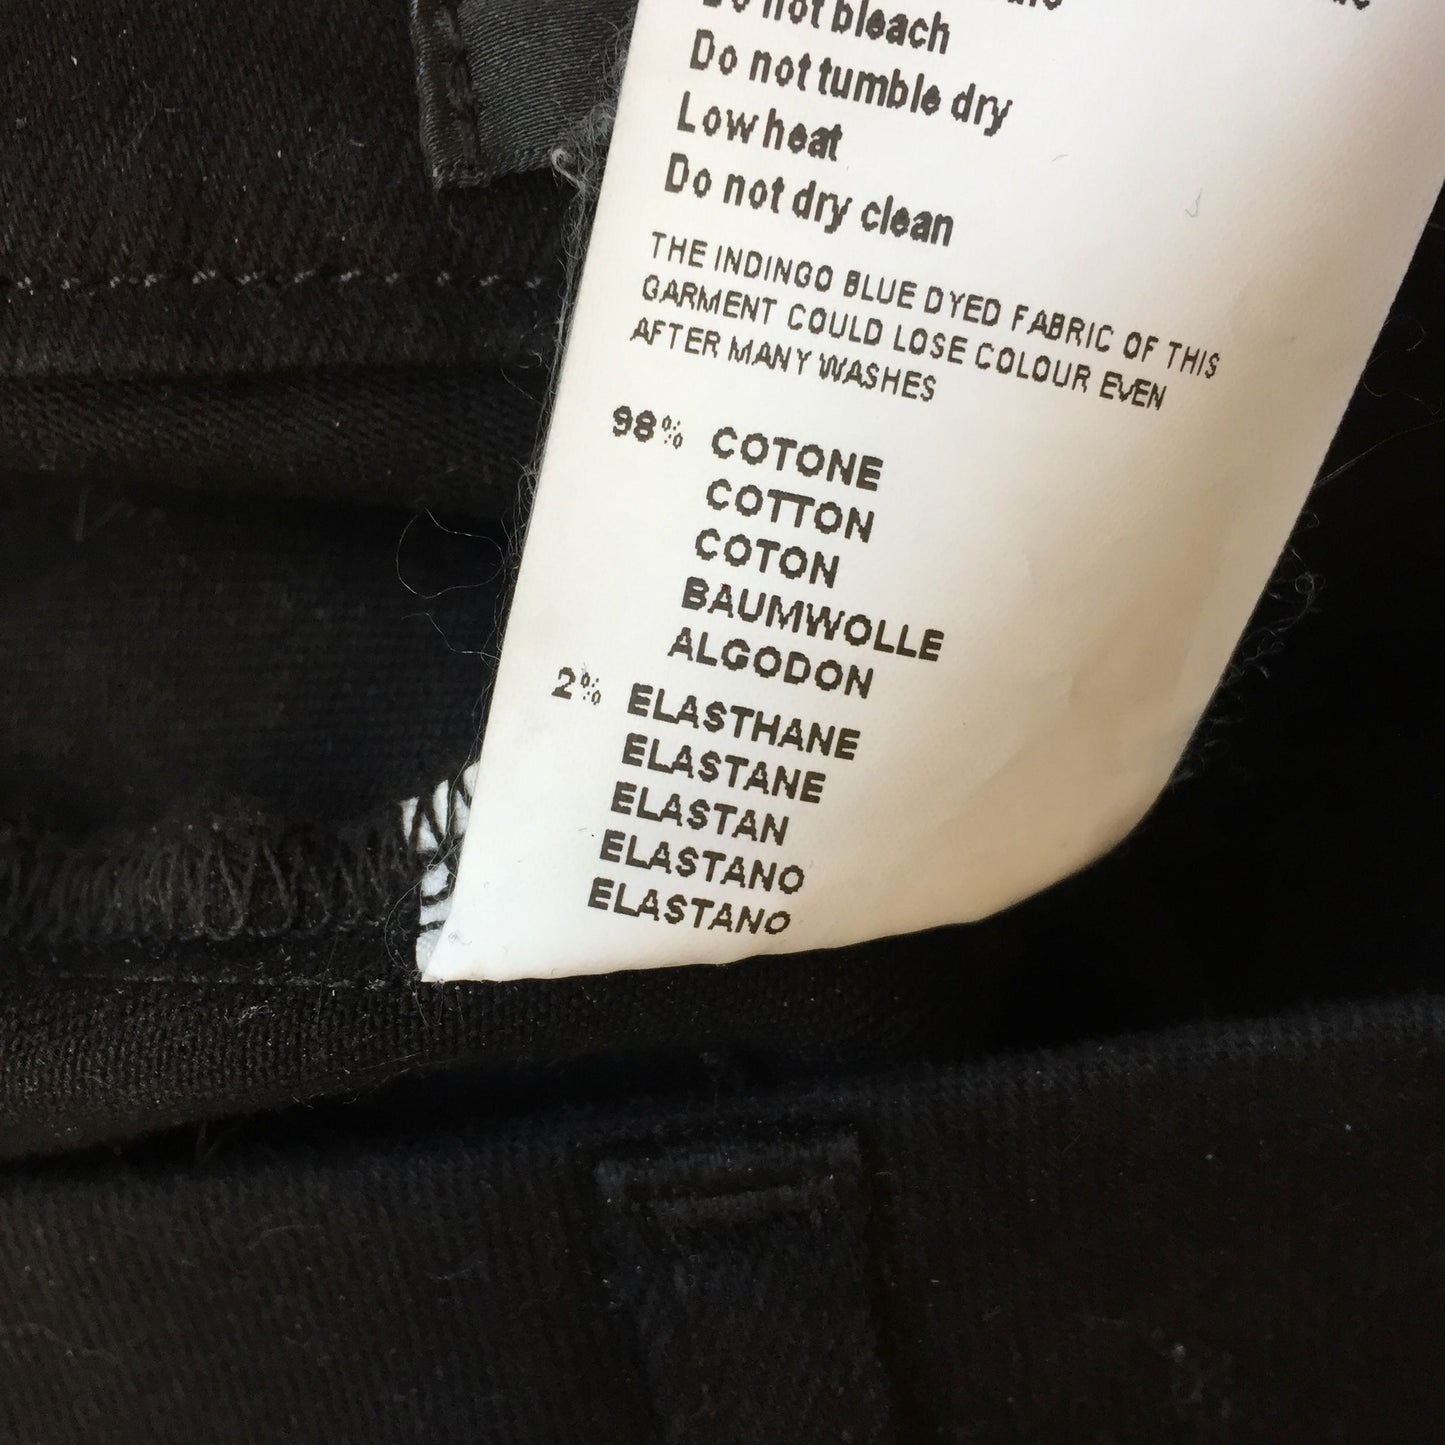 Do not bleach
Do not tumble dry
Low heat
Do not dry clean
THE INDINGO BLUE DYED FABRIC OF THIS
GARMENT COULD LOSE COLOUR EVEN
AFTER MANY WASHES
98% COTONE
COTTON
COTON
BAUMWOLLE
ALGODON
2% ELASTHANE
ELASTANE
ELASTAN
ELASTANO
ELASTANO